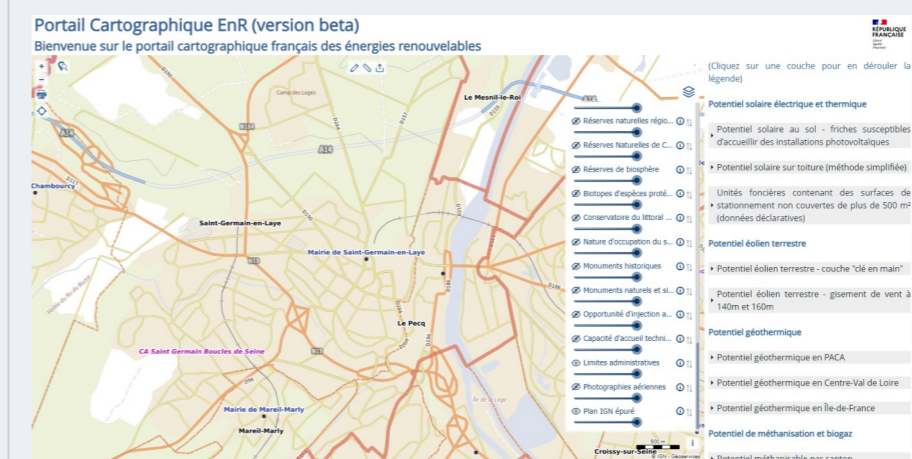 Portail Cartographique EnR (version beta)
Bienvenue sur le portail cartographique français des énergies renouvelables
RÉPUBLIQUE
FRANÇAISE
Camp des Loges
Le Mesnil-le-Roi
A14
A14
Chambourcy
Saint-Germain-en-Laye
Mairie de Saint-Germain-en-Laye
Le Pecq
CA Saint Germain Boucles de Seine
Mairie de Mareil-Marly
Mareil-Marly
Croissy-sur-Seine
500 m
Réserves naturelles régio...
Réserves Naturelles de C...
Réserves de biosphère
Biotopes d'espèces proté...
Conservatoire du littoral ...
Nature d'occupation du s...
Monuments historiques
Monuments naturels et si...
Opportunité d'injection a...
Capacité d'accueil techni...
Limites administratives
Photographies aériennes
Plan IGN épuré
(Cliquez sur une couche pour en dérouler la
légende)
Potentiel solaire électrique et thermique
Potentiel solaire au sol - friches susceptibles
d'accueillir des installations photovoltaïques
Potentiel solaire sur toiture (méthode simplifiée)
Unités foncières contenant des surfaces de
stationnement non couvertes de plus de 500 m²
(données déclaratives)
Potentiel éolien terrestre
Potentiel éolien terrestre - couche "clé en main"
Potentiel éolien terrestre - gisement de vent à
140m et 160m
Potentiel géothermique
Potentiel géothermique en PACA
Potentiel géothermique en Centre-Val de Loire
Potentiel géothermique en Île-de-France
Potentiel de méthanisation et biogaz
Potentiel méthanisable par canton